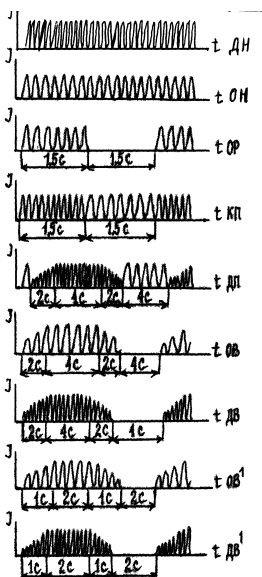 J t ДН
J t ОН
J t ОР
1,5с 1,5с
J t КП
1,5с 1,5с
J t ДП
2с 4с 2с 4с
J t ОВ
2с 4с 2с 4с
J t ДВ
2с 4с 2с 4с
J t ОВ¹
1с 2с 1с 2с
J t ДВ¹
1с 2с 1с 2с